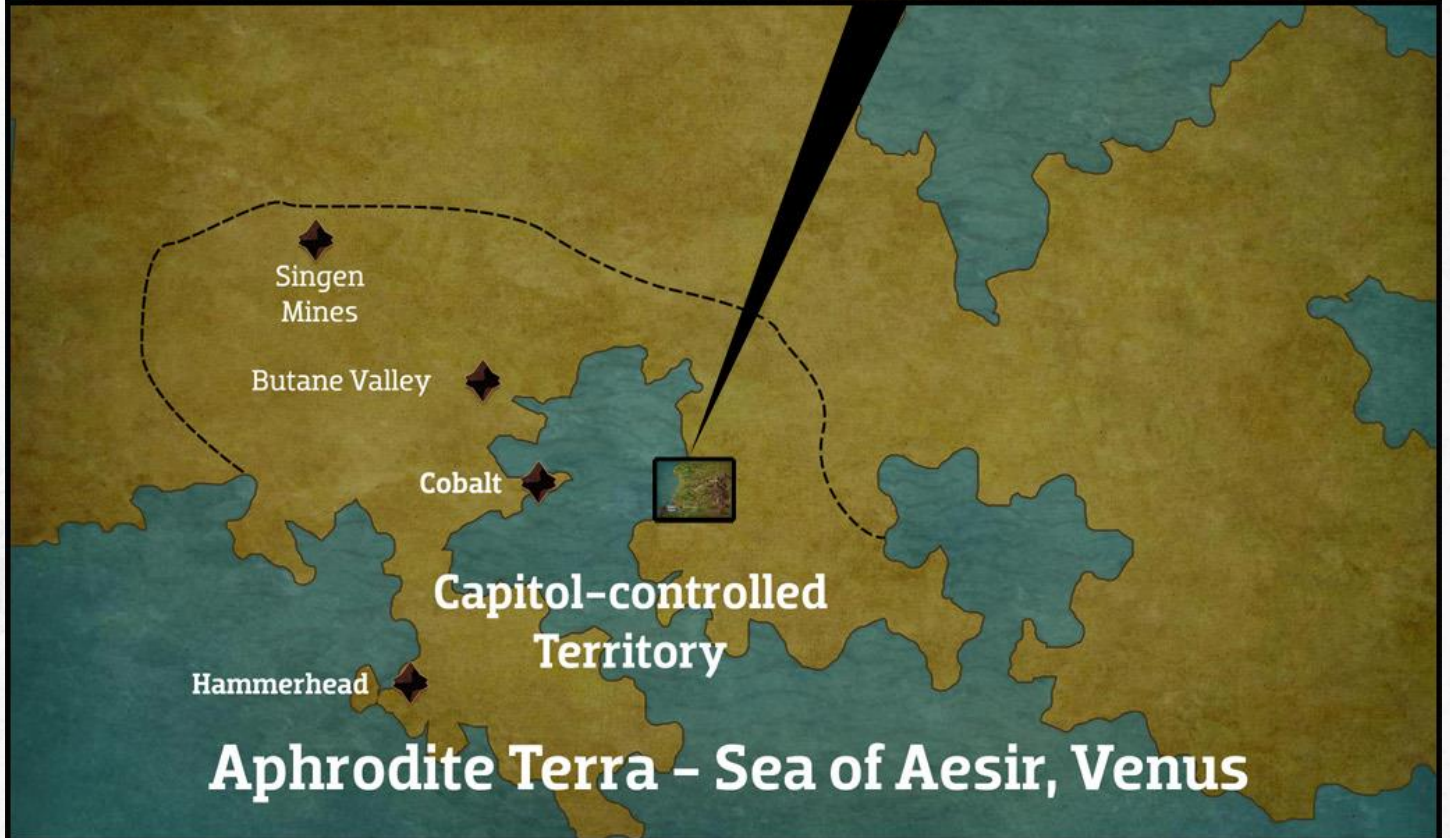 Singen
Mines
Butane Valley
Cobalt
Capitol-controlled
Territory
Hammerhead
Aphrodite Terra - Sea of Aesir, Venus